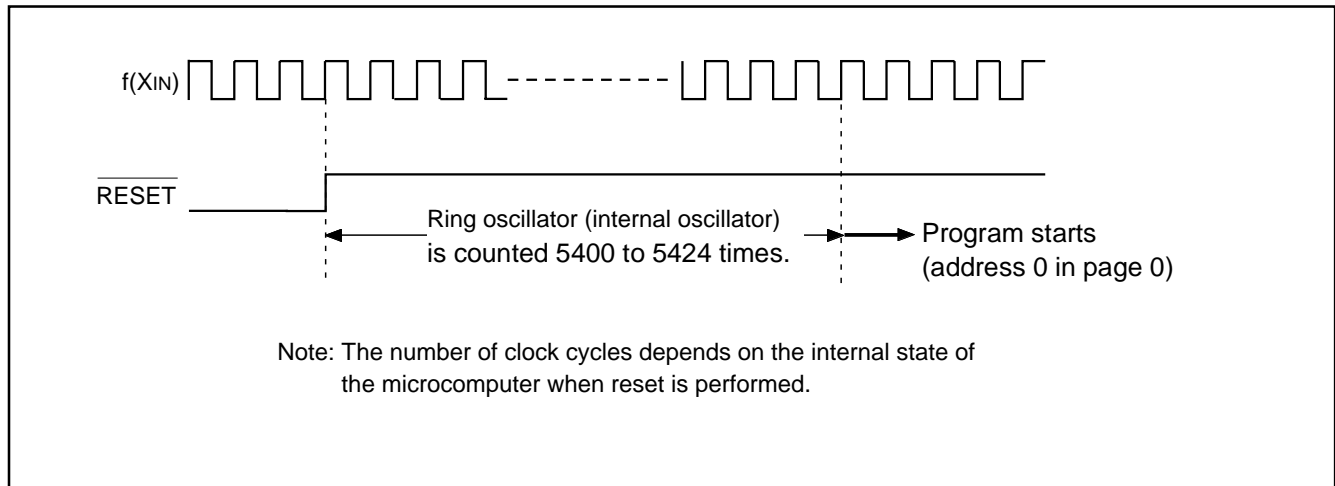 f(XIN)
RESET
Ring oscillator (internal oscillator)
is counted 5400 to 5424 times.
Program starts
(address 0 in page 0)
Note: The number of clock cycles depends on the internal state of
the microcomputer when reset is performed.